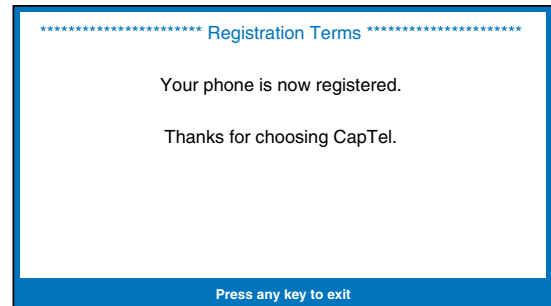 *********************** Registration Terms **********************
Your phone is now registered.
Thanks for choosing CapTel.
Press any key to exit